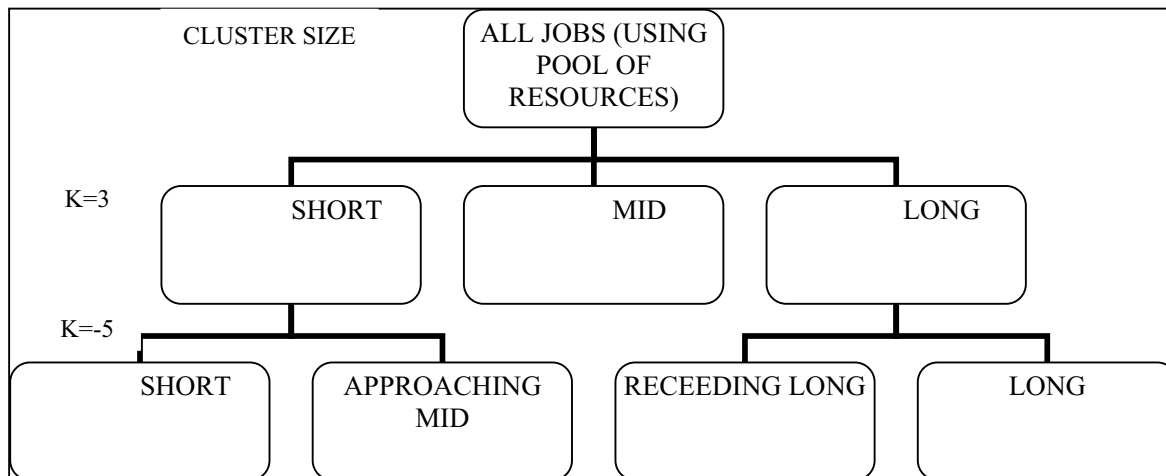 CLUSTER SIZE
ALL JOBS (USING
POOL OF
RESOURCES)
K=3
SHORT
MID
LONG
K=-5
SHORT
APPROACHING
MID
RECEEDING LONG
LONG